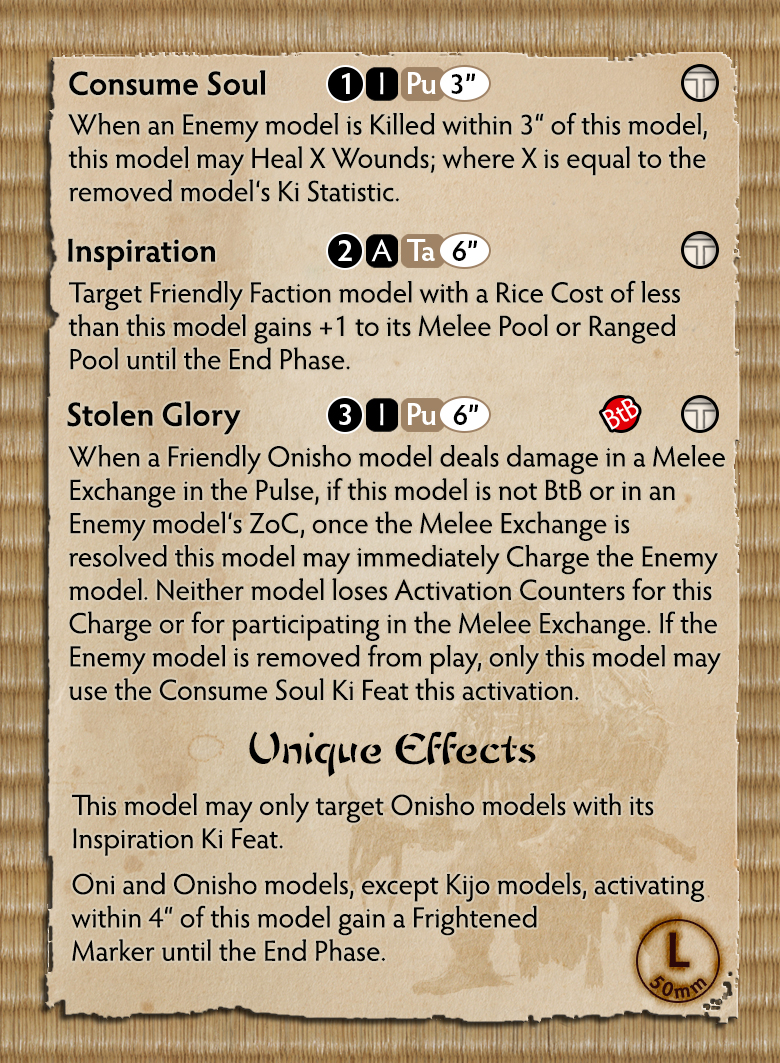 Consume Soul 1 I Pu 3" T
When an Enemy model is Killed within 3“ of this model,
this model may Heal X Wounds; where X is equal to the
removed model‘s Ki Statistic.
Inspiration 2 A Ta 6" T
Target Friendly Faction model with a Rice Cost of less
than this model gains +1 to its Melee Pool or Ranged
Pool until the End Phase.
Stolen Glory 3 I Pu 6" BtB T
When a Friendly Onisho model deals damage in a Melee
Exchange in the Pulse, if this model is not BtB or in an
Enemy model‘s ZoC, once the Melee Exchange is
resolved this model may immediately Charge the Enemy
model. Neither model loses Activation Counters for this
Charge or for participating in the Melee Exchange. If the
Enemy model is removed from play, only this model may
use the Consume Soul Ki Feat this activation.
Unique Effects
This model may only target Onisho models with its
Inspiration Ki Feat.
Oni and Onisho models, except Kijo models, activating
within 4“ of this model gain a Frightened
Marker until the End Phase.
L
50mm